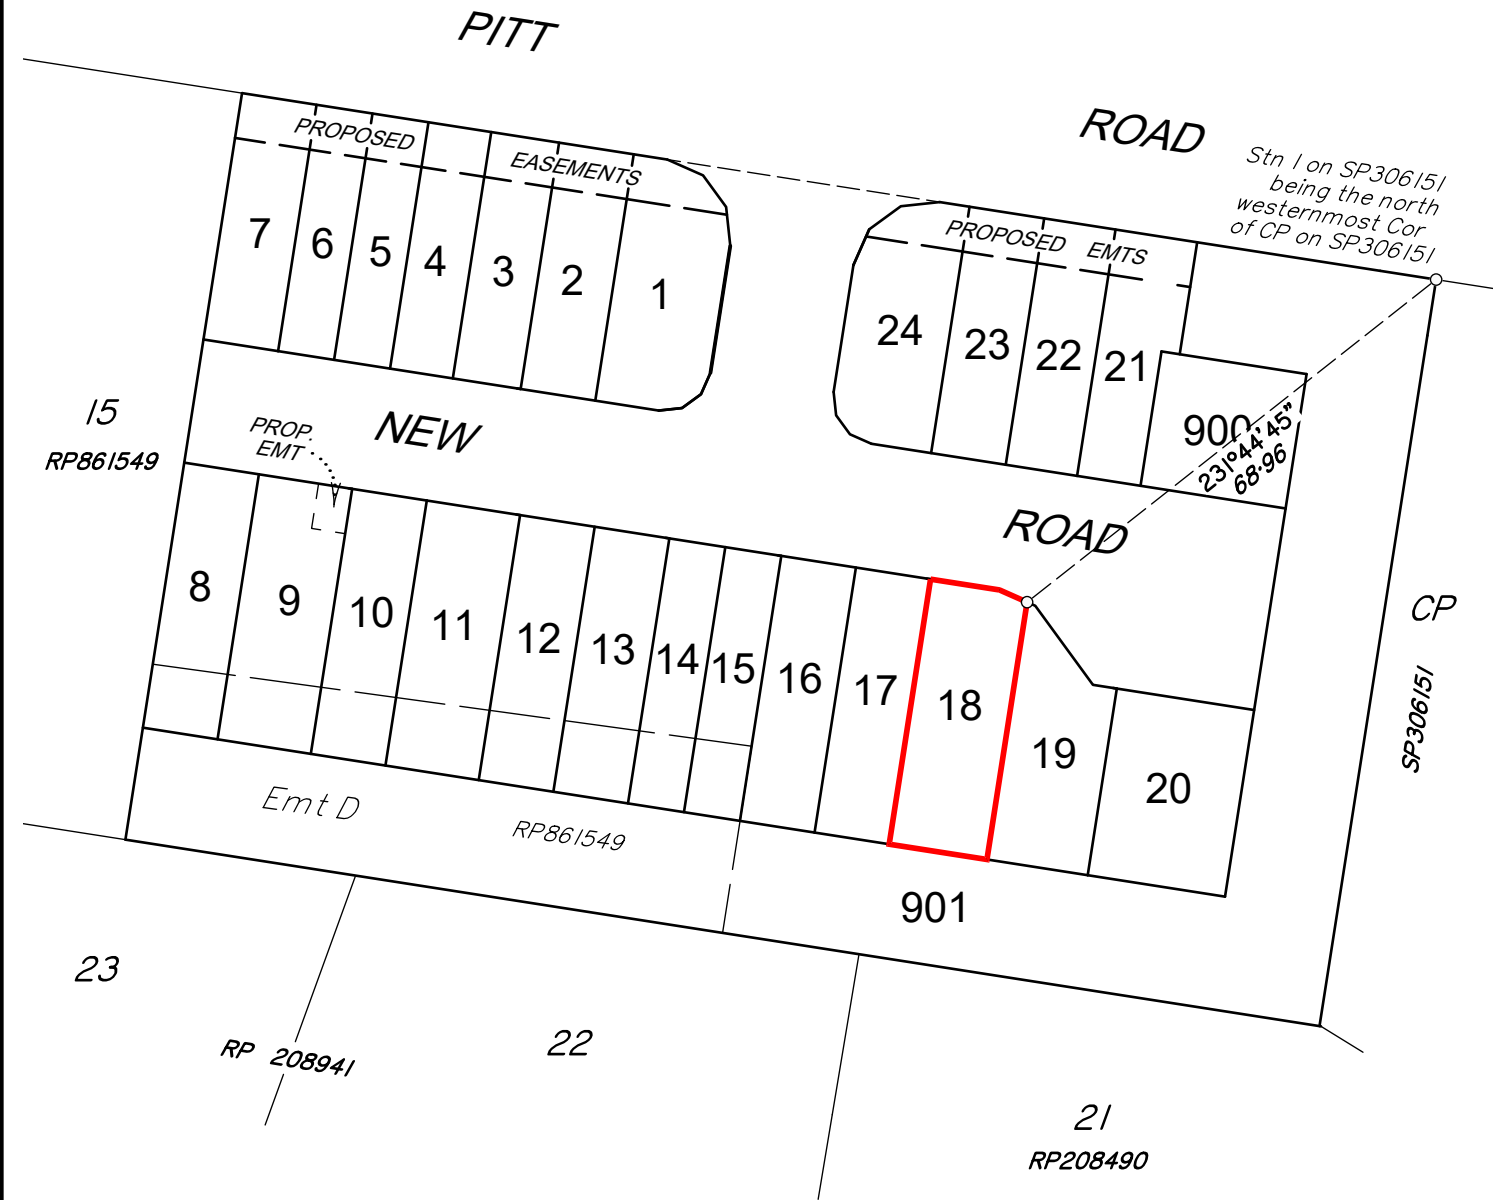 PITT
ROAD
Stn 1 on SP306151
being the north
westernmost Cor
of CP on SP306151
PROPOSED
EASEMENTS
PROPOSED EMTS
7
6
5
4
3
2
1
24
23
22
21
900
231°44'45"
68·96
15
RP861549
PROP.
EMT
NEW
ROAD
8
9
10
11
12
13
14
15
16
17
18
19
20
CP
SP306151
Emt D
RP861549
901
23
RP 208941
22
21
RP208490